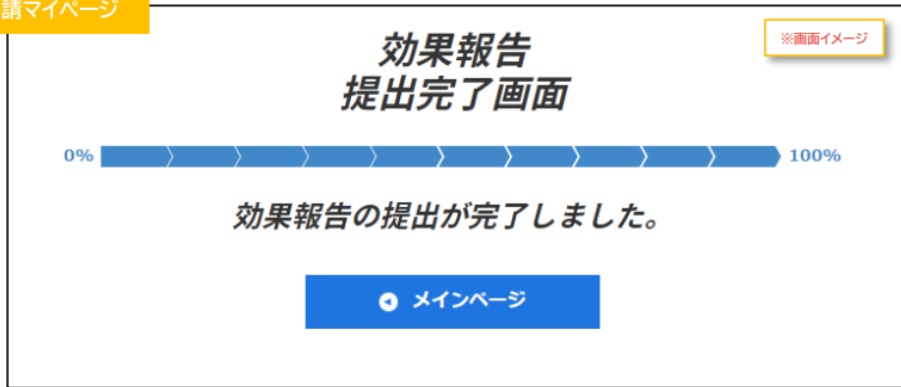 請マイページ
※画面イメージ
効果報告
提出完了画面
0% 100%
効果報告の提出が完了しました。
メインページ